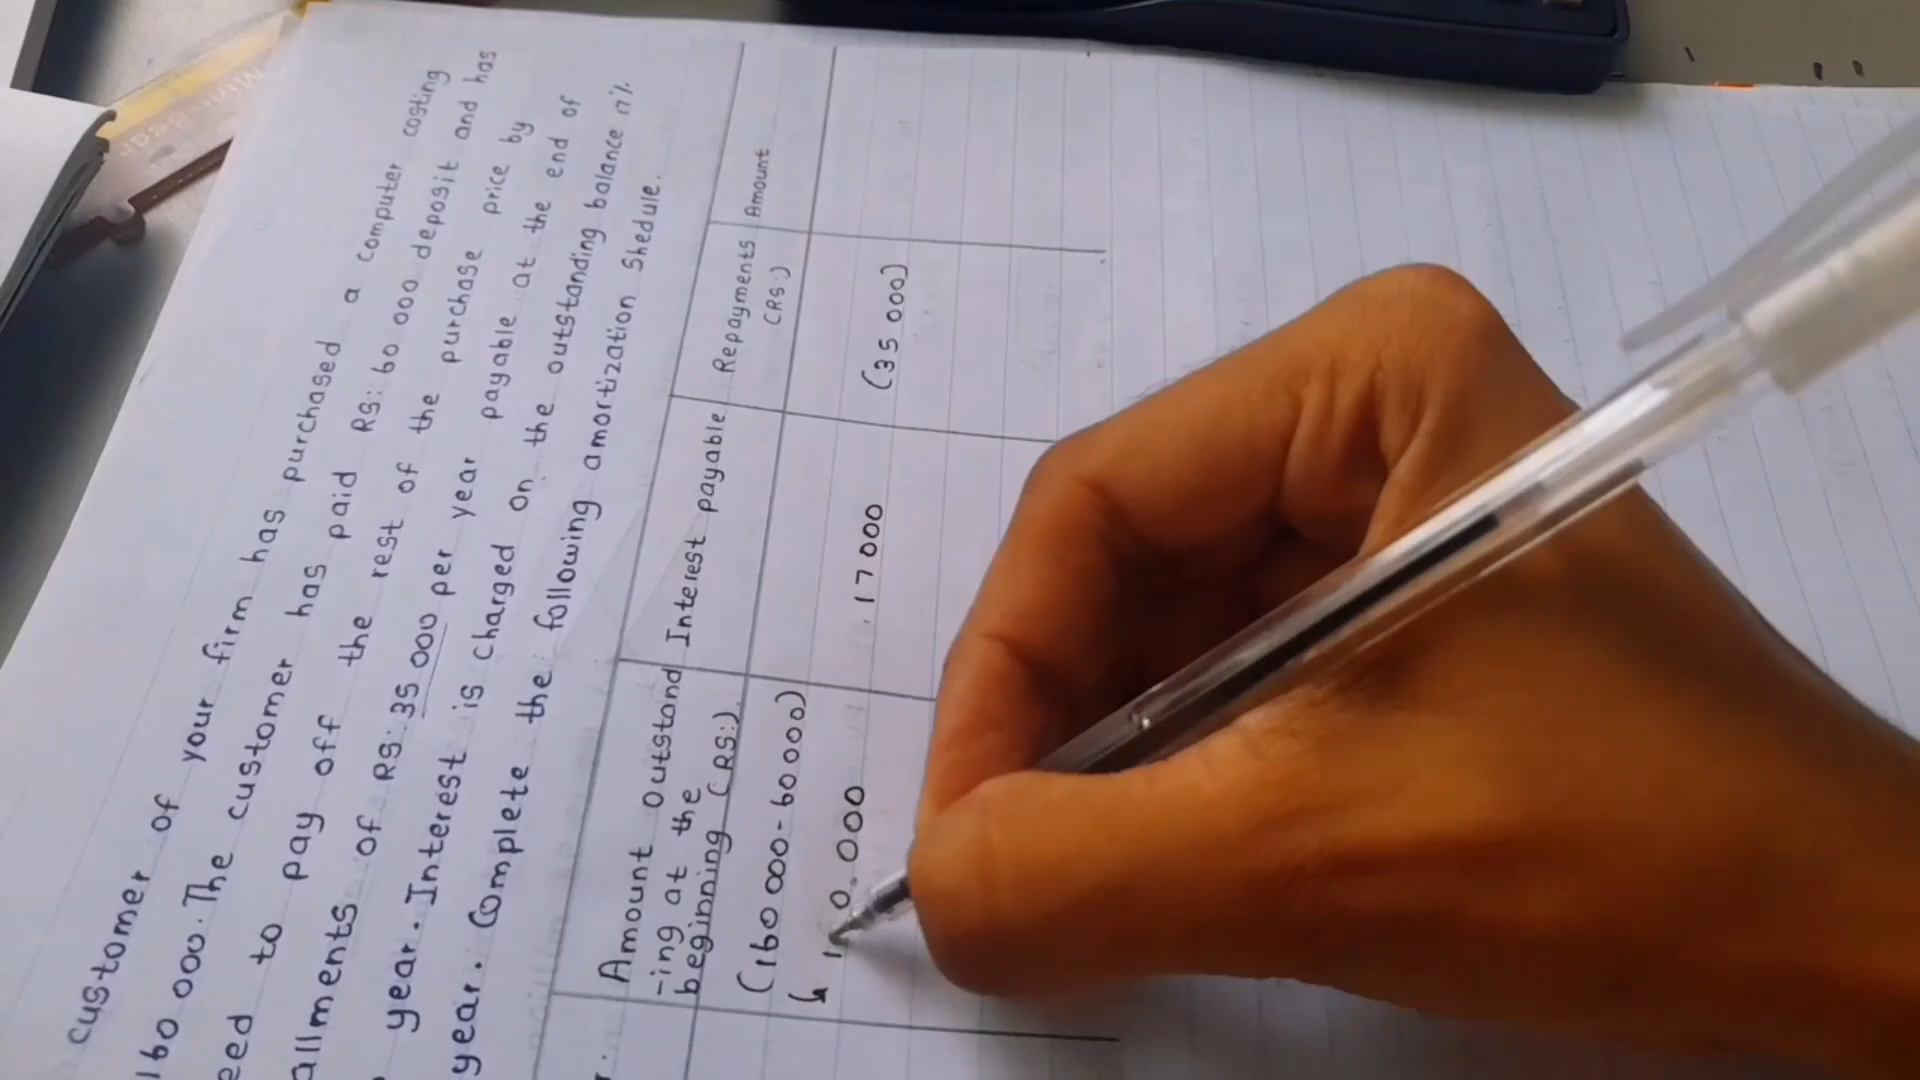 customer of your firm has purchased a computer costing
160 000. The customer has paid RS: 60 000 deposit and has
eed to pay off the rest of the purchase price by
allments of RS: 35 000 per year payable at the end of
year. Interest is charged on the outstanding balance 17%
year. Complete the following amortization Shedule.
Amount Outstand
-ing at the
beginning (RS:)
Interest payable
Repayments
(RS:)
Amount
(160 000-60000)
100.000
17000
(35 000)